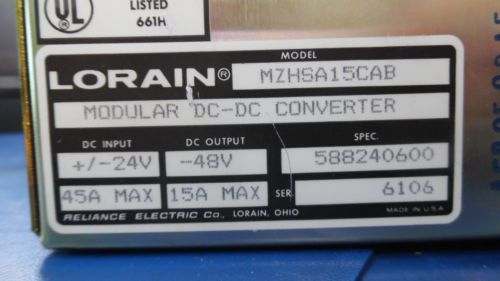 UL®
LISTED
661H
LORAIN®
MODEL
MZHSA15CAB
MODULAR DC-DC CONVERTER
DC INPUT
DC OUTPUT
SPEC.
+/-24V
-48V
588240600
45A MAX
15A MAX
SER.
6106
RELIANCE ELECTRIC Co., LORAIN, OHIO
MADE IN U.S.A.